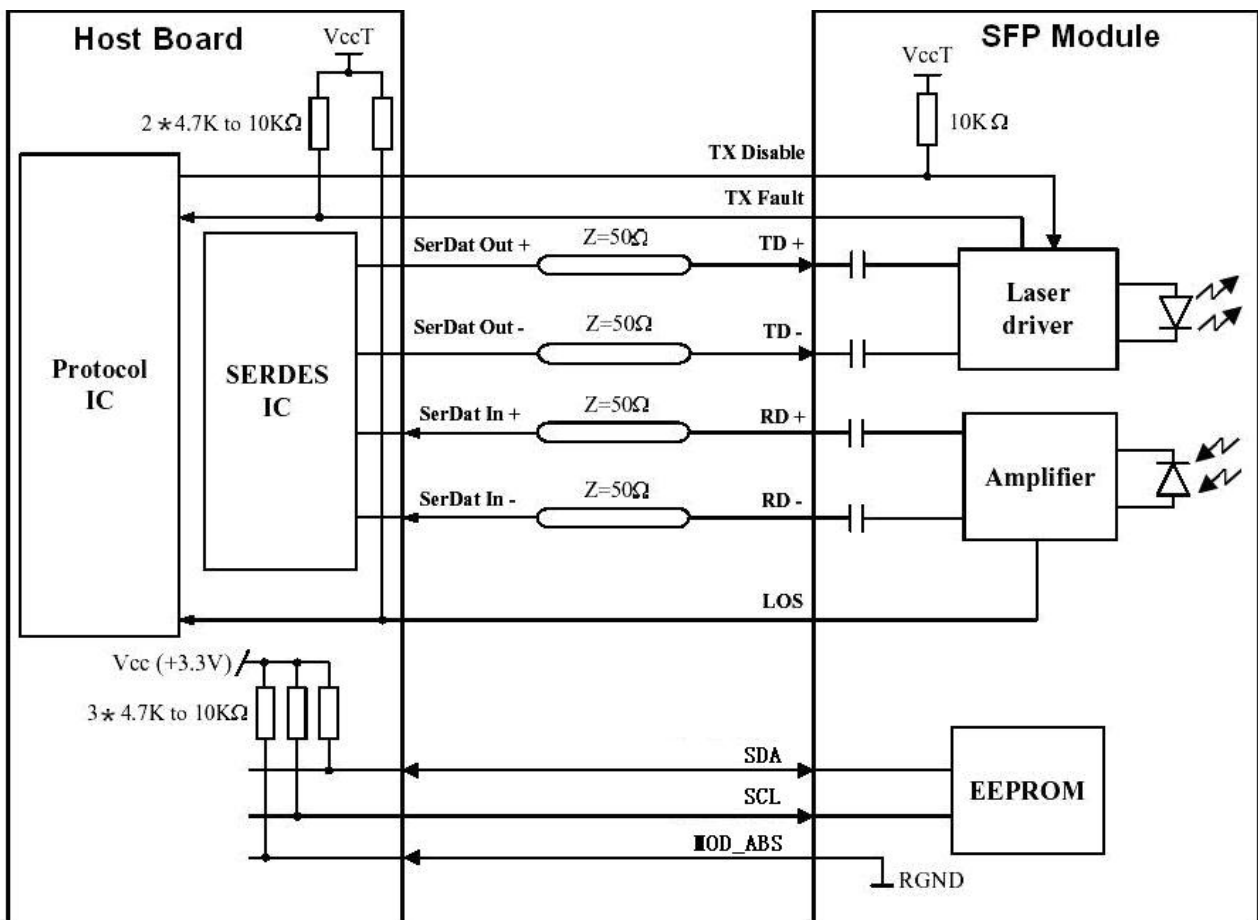 Host Board
SFP Module
VccT
VccT
2*4.7K to 10KΩ
10KΩ
TX Disable
TX Fault
SerDat Out +
Z=50Ω
TD +
Laser
driver
SerDat Out -
Z=50Ω
TD -
Protocol
IC
SERDES
IC
SerDat In +
Z=50Ω
RD +
Amplifier
SerDat In -
Z=50Ω
RD -
LOS
Vcc (+3.3V)
3*4.7K to 10KΩ
SDA
SCL
EEPROM
MOD_ABS
RGND